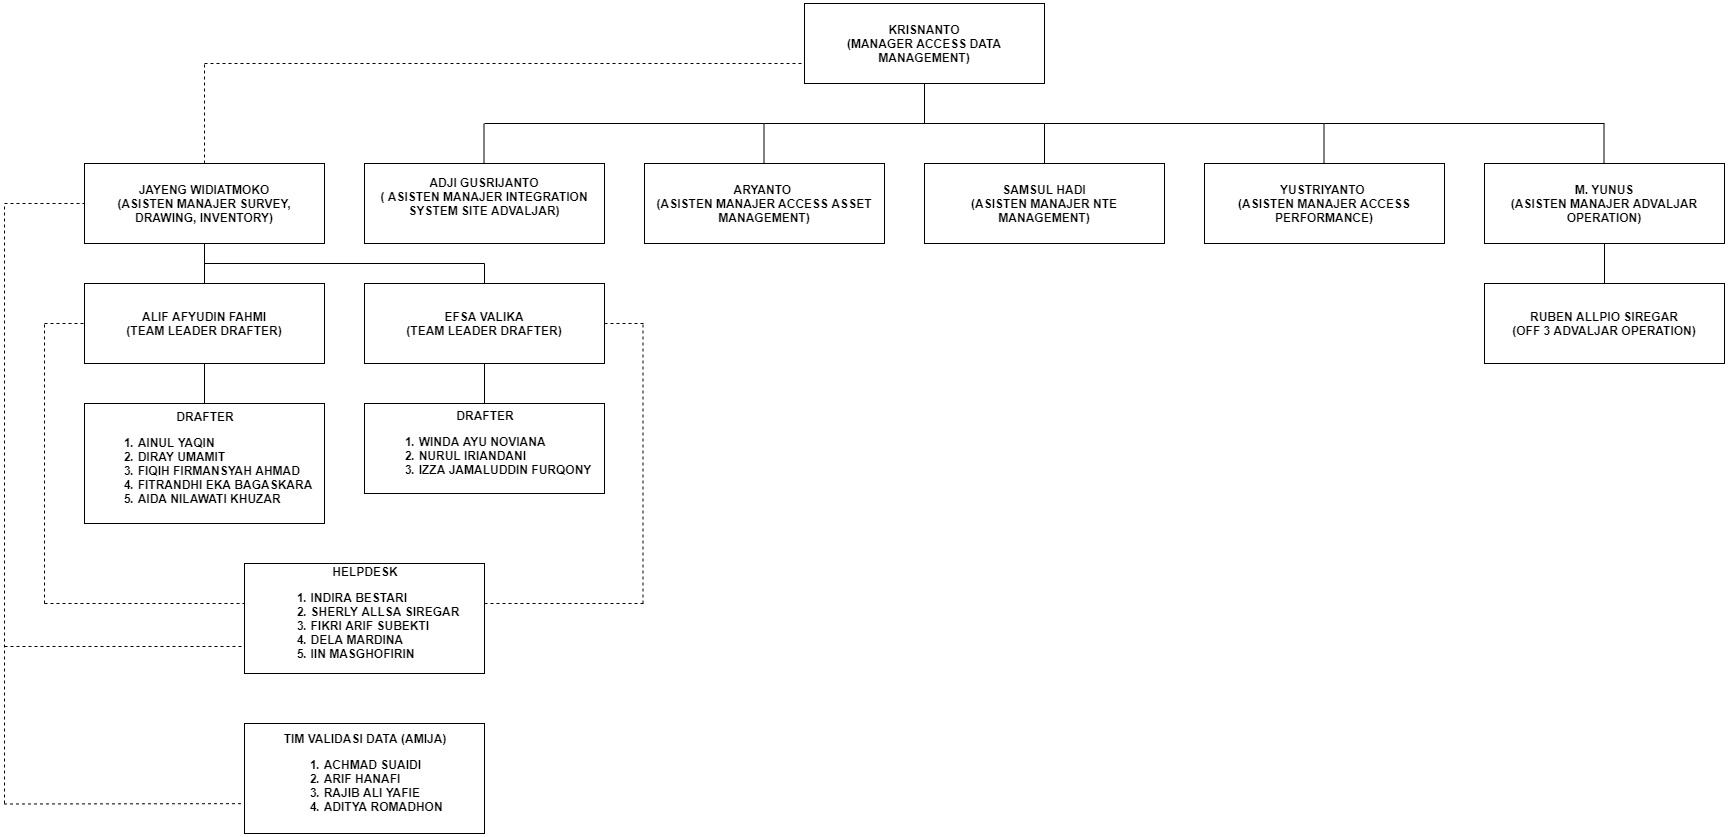 KRISNANTO
(MANAGER ACCESS DATA
MANAGEMENT)
JAYENG WIDIATMOKO
(ASISTEN MANAJER SURVEY,
DRAWING, INVENTORY)
ADJI GUSRIJANTO
( ASISTEN MANAJER INTEGRATION
SYSTEM SITE ADVALJAR)
ARYANTO
(ASISTEN MANAJER ACCESS ASSET
MANAGEMENT)
SAMSUL HADI
(ASISTEN MANAJER NTE
MANAGEMENT)
YUSTRIYANTO
(ASISTEN MANAJER ACCESS
PERFORMANCE)
M. YUNUS
(ASISTEN MANAJER ADVALJAR
OPERATION)
ALIF AFYUDIN FAHMI
(TEAM LEADER DRAFTER)
EFSA VALIKA
(TEAM LEADER DRAFTER)
RUBEN ALLPIO SIREGAR
(OFF 3 ADVALJAR OPERATION)
DRAFTER
1. AINUL YAQIN
2. DIRAY UMAMIT
3. FIQIH FIRMANSYAH AHMAD
4. FITRANDHI EKA BAGASKARA
5. AIDA NILAWATI KHUZAR
DRAFTER
1. WINDA AYU NOVIANA
2. NURUL IRIANDANI
3. IZZA JAMALUDDIN FURQONY
HELPDESK
1. INDIRA BESTARI
2. SHERLY ALLSA SIREGAR
3. FIKRI ARIF SUBEKTI
4. DELA MARDINA
5. IIN MASGHOFIRIN
TIM VALIDASI DATA (AMIJA)
1. ACHMAD SUAIDI
2. ARIF HANAFI
3. RAJIB ALI YAFIE
4. ADITYA ROMADHON